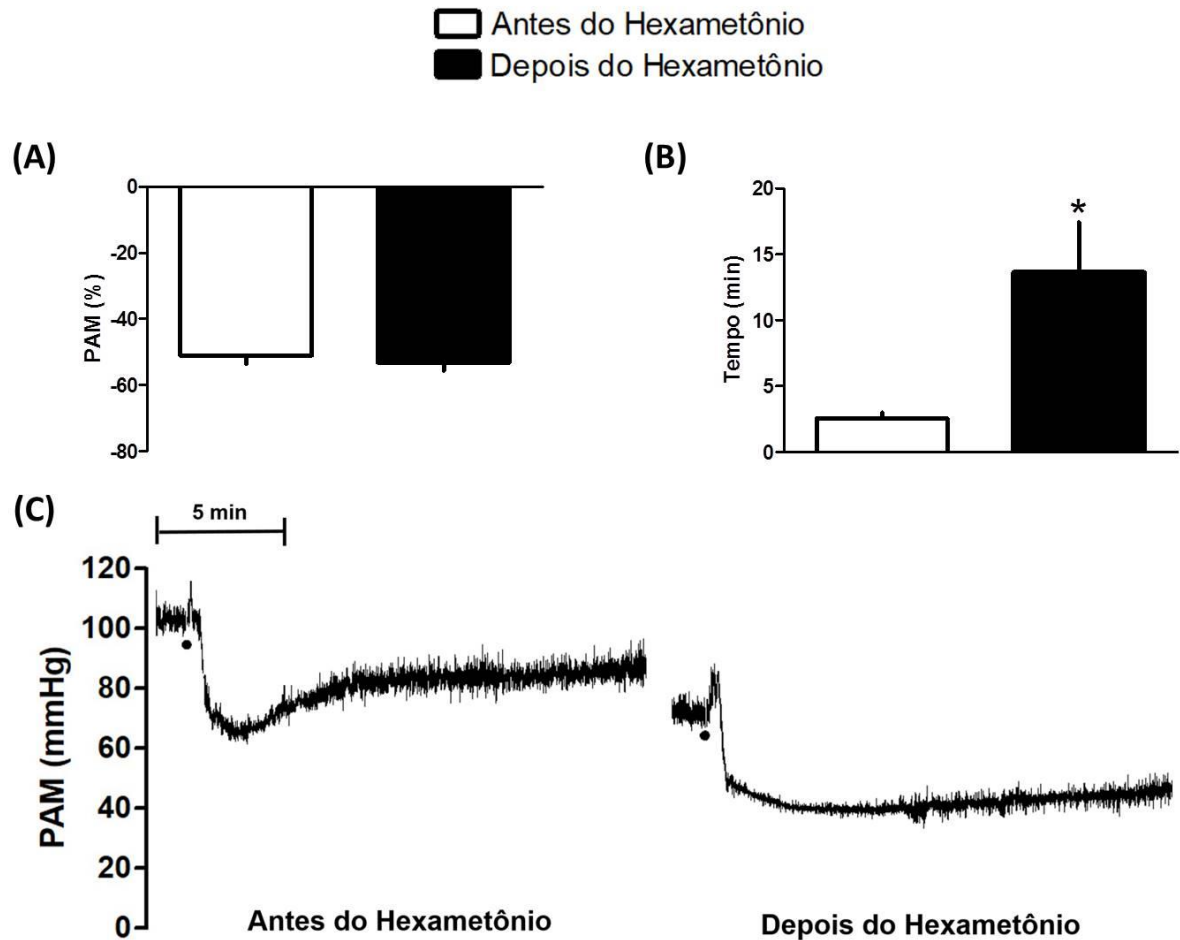 Antes do Hexametônio
Depois do Hexametônio
(A)
0
-20
-40
-60
-80
PAM (%)
(B)
20
15
10
5
0
Tempo (min)
*
(C)
5 min
120
100
80
60
40
20
0
PAM (mmHg)
Antes do Hexametônio
Depois do Hexametônio